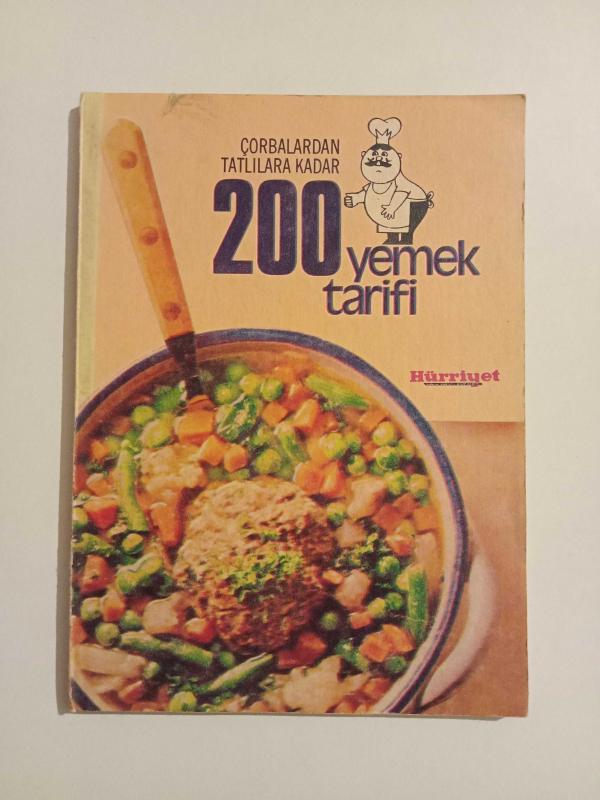 ÇORBALARDAN
TATLILARA KADAR
200 yemek
tarifi
Hürriyet